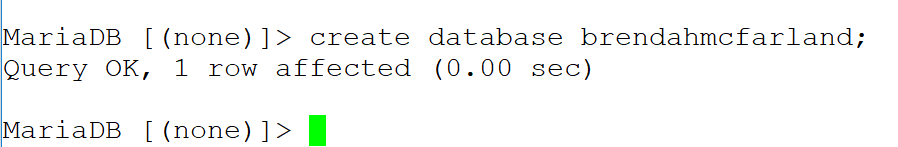 MariaDB [(none)]> create database brendahmcfarland;
Query OK, 1 row affected (0.00 sec)
MariaDB [(none)]>